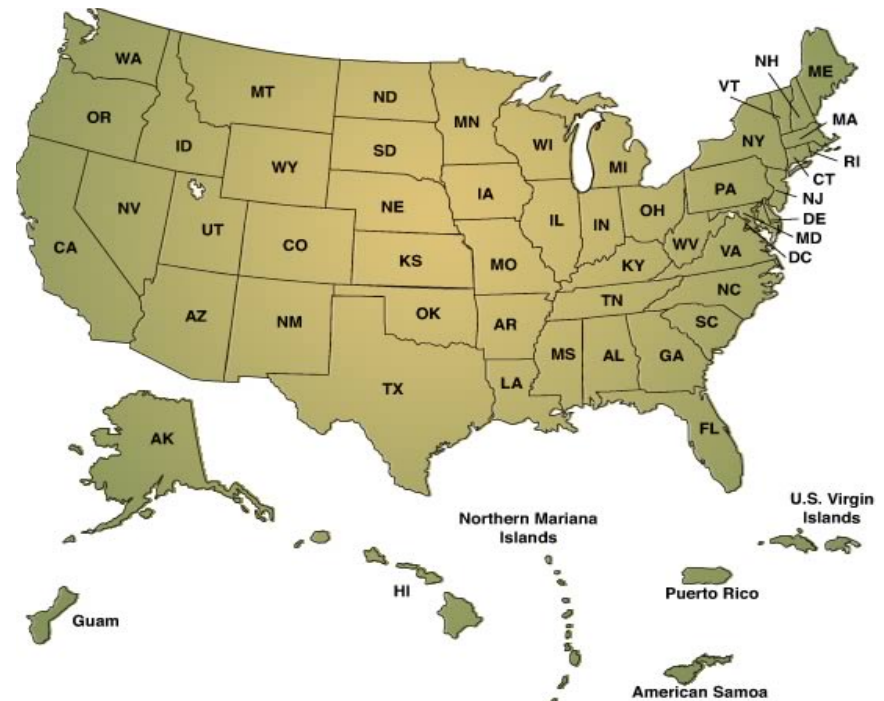 WA
MT
ND
MN
OR
ID
WY
SD
WI
MI
NH
VT
ME
NY
MA
RI
CT
NJ
PA
DE
MD
DC
NV
UT
CO
NE
IA
IL
IN
OH
WV
VA
CA
KS
MO
KY
NC
AZ
NM
OK
AR
TN
SC
TX
LA
MS
AL
GA
FL
AK
HI
Guam
Northern Mariana
Islands
U.S. Virgin
Islands
Puerto Rico
American Samoa